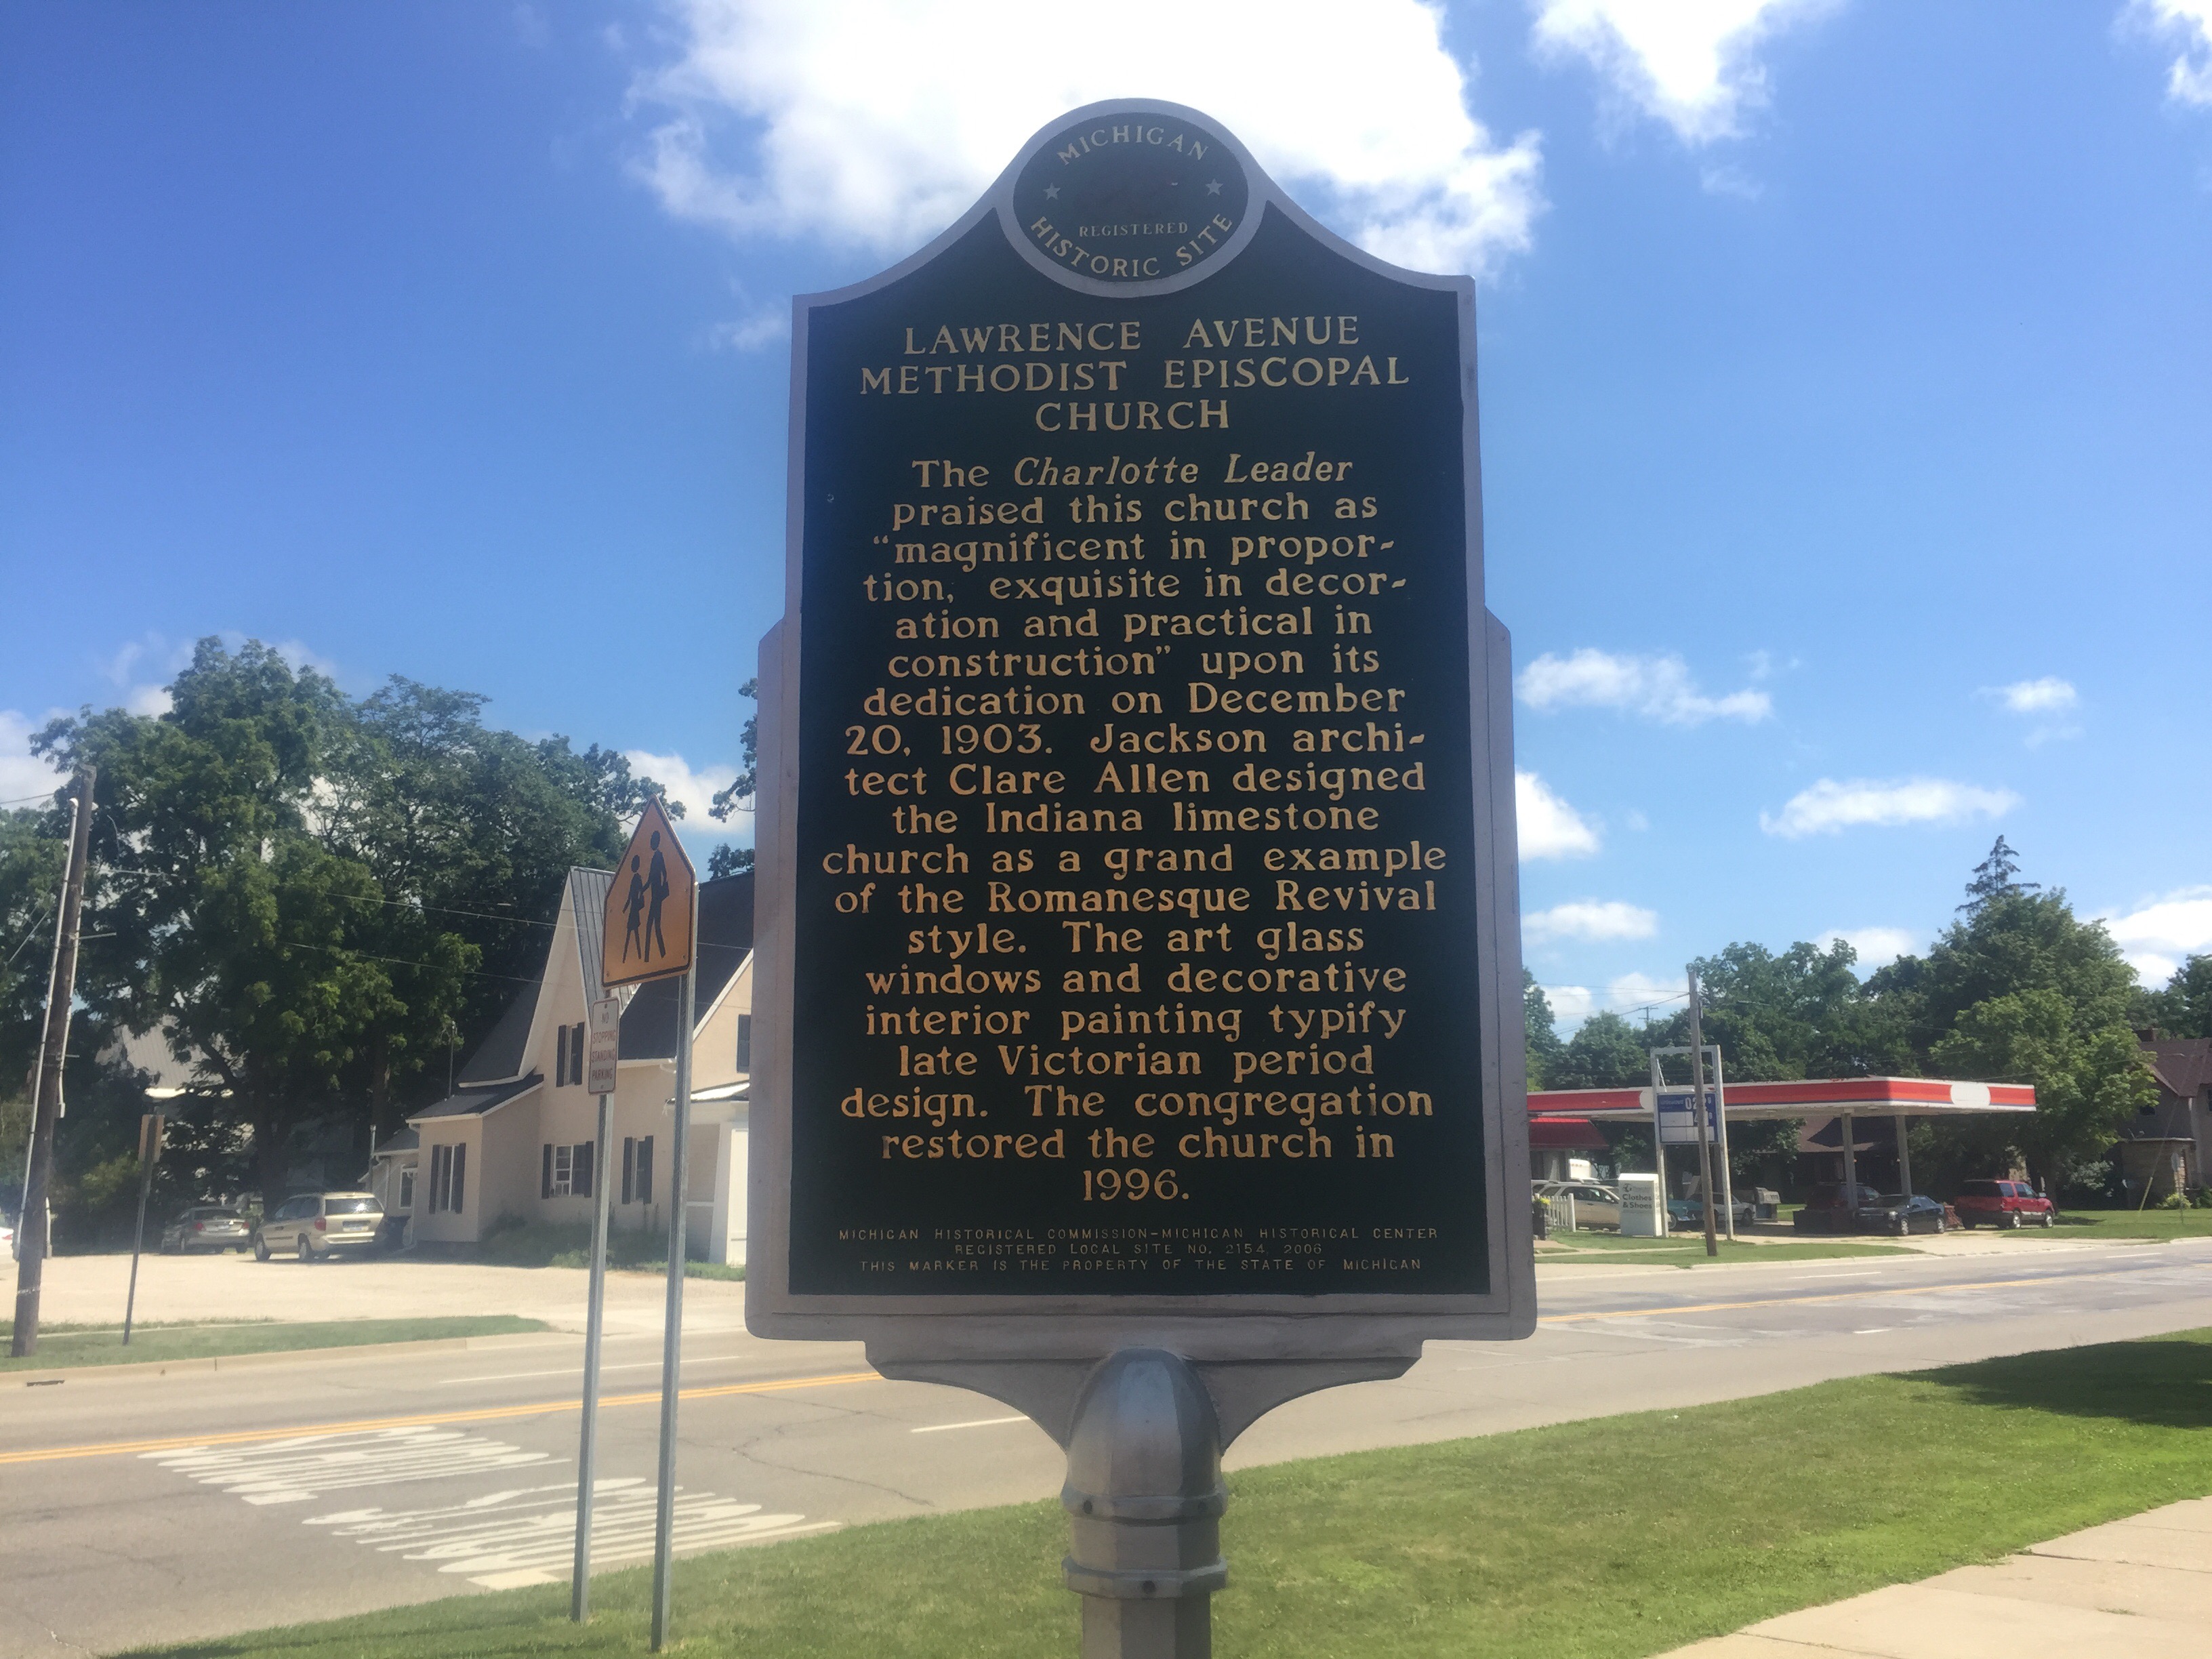 MICHIGAN
REGISTERED
HISTORIC SITE
LAWRENCE AVENUE
METHODIST EPISCOPAL
CHURCH
The Charlotte Leader
praised this church as
“magnificent in propor-
tion, exquisite in decor-
ation and practical in
construction” upon its
dedication on December
20, 1903. Jackson archi-
tect Clare Allen designed
the Indiana limestone
church as a grand example
of the Romanesque Revival
style. The art glass
windows and decorative
interior painting typify
late Victorian period
design. The congregation
restored the church in
1996.
MICHIGAN HISTORICAL COMMISSION-MICHIGAN HISTORICAL CENTER
REGISTERED LOCAL SITE NO. 2154, 2006
THIS MARKER IS THE PROPERTY OF THE STATE OF MICHIGAN
NO
STOPPING
STANDING
PARKING
Clothes
& Shoes